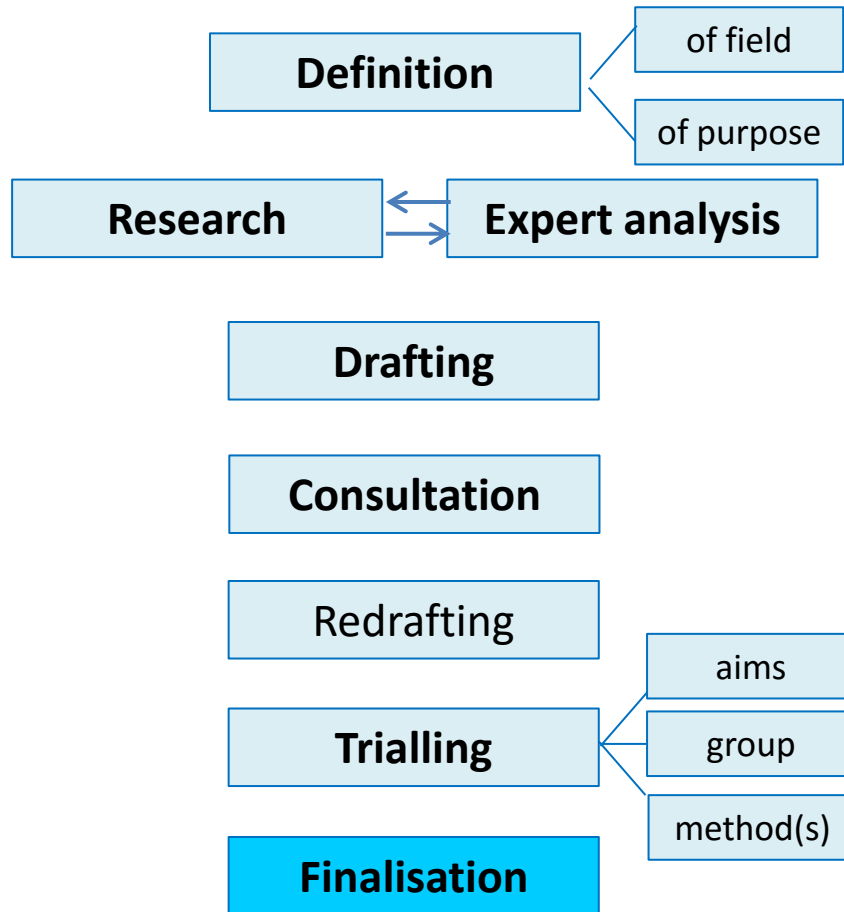 Definition
of field
of purpose
Research
Expert analysis
Drafting
Consultation
Redrafting
Trialling
aims
group
method(s)
Finalisation